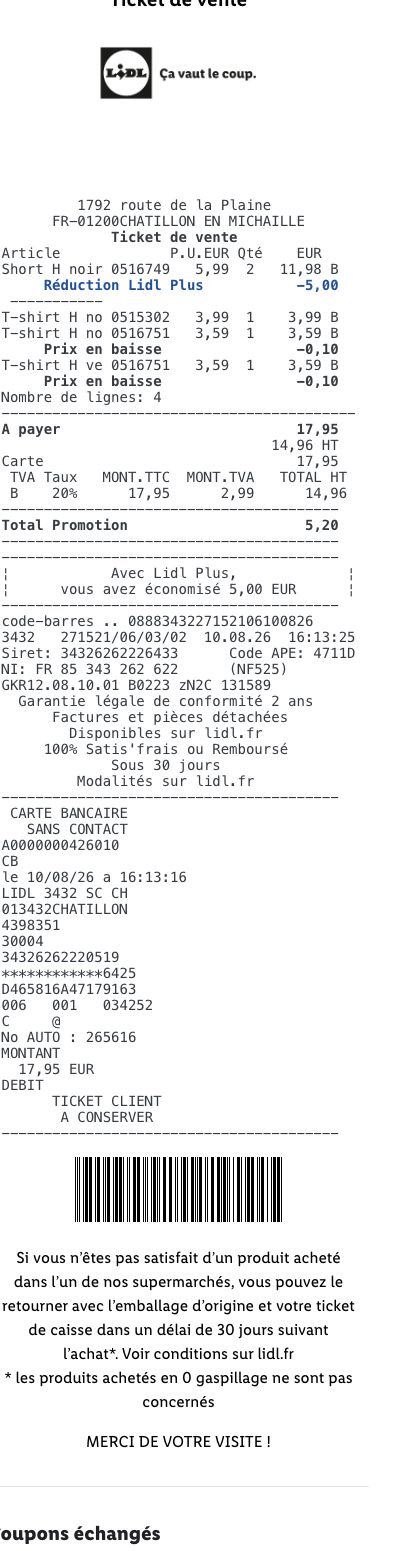 Ticket de vente
LIDL Ça vaut le coup.
1792 route de la Plaine
FR-01200CHATILLON EN MICHAILLE
Ticket de vente
Article P.U.EUR Qté EUR
Short H noir 0516749 5,99 2 11,98 B
Réduction Lidl Plus -5,00
-----------
T-shirt H no 0515302 3,99 1 3,99 B
T-shirt H no 0516751 3,59 1 3,59 B
Prix en baisse -0,10
T-shirt H ve 0516751 3,59 1 3,59 B
Prix en baisse -0,10
Nombre de lignes: 4
A payer 17,95
14,96 HT
Carte 17,95
TVA Taux MONT.TTC MONT.TVA TOTAL HT
B 20% 17,95 2,99 14,96
Total Promotion 5,20
¦ Avec Lidl Plus, ¦
¦ vous avez économisé 5,00 EUR ¦
code-barres .. 0888343227152106100826
3432 271521/06/03/02 10.08.26 16:13:25
Siret: 34326262226433 Code APE: 4711D
NI: FR 85 343 262 622 (NF525)
GKR12.08.10.01 B0223 zN2C 131589
Garantie légale de conformité 2 ans
Factures et pièces détachées
Disponibles sur lidl.fr
100% Satis'frais ou Remboursé
Sous 30 jours
Modalités sur lidl.fr
CARTE BANCAIRE
SANS CONTACT
A0000000426010
CB
le 10/08/26 a 16:13:16
LIDL 3432 SC CH
013432CHATILLON
4398351
30004
34326262220519
************6425
D465816A47179163
006 001 034252
C @
No AUTO : 265616
MONTANT
17,95 EUR
DEBIT
TICKET CLIENT
A CONSERVER
Si vous n'êtes pas satisfait d'un produit acheté
dans l'un de nos supermarchés, vous pouvez le
retourner avec l'emballage d'origine et votre ticket
de caisse dans un délai de 30 jours suivant
l'achat*. Voir conditions sur lidl.fr
* les produits achetés en 0 gaspillage ne sont pas
concernés
MERCI DE VOTRE VISITE !
oupons échangés